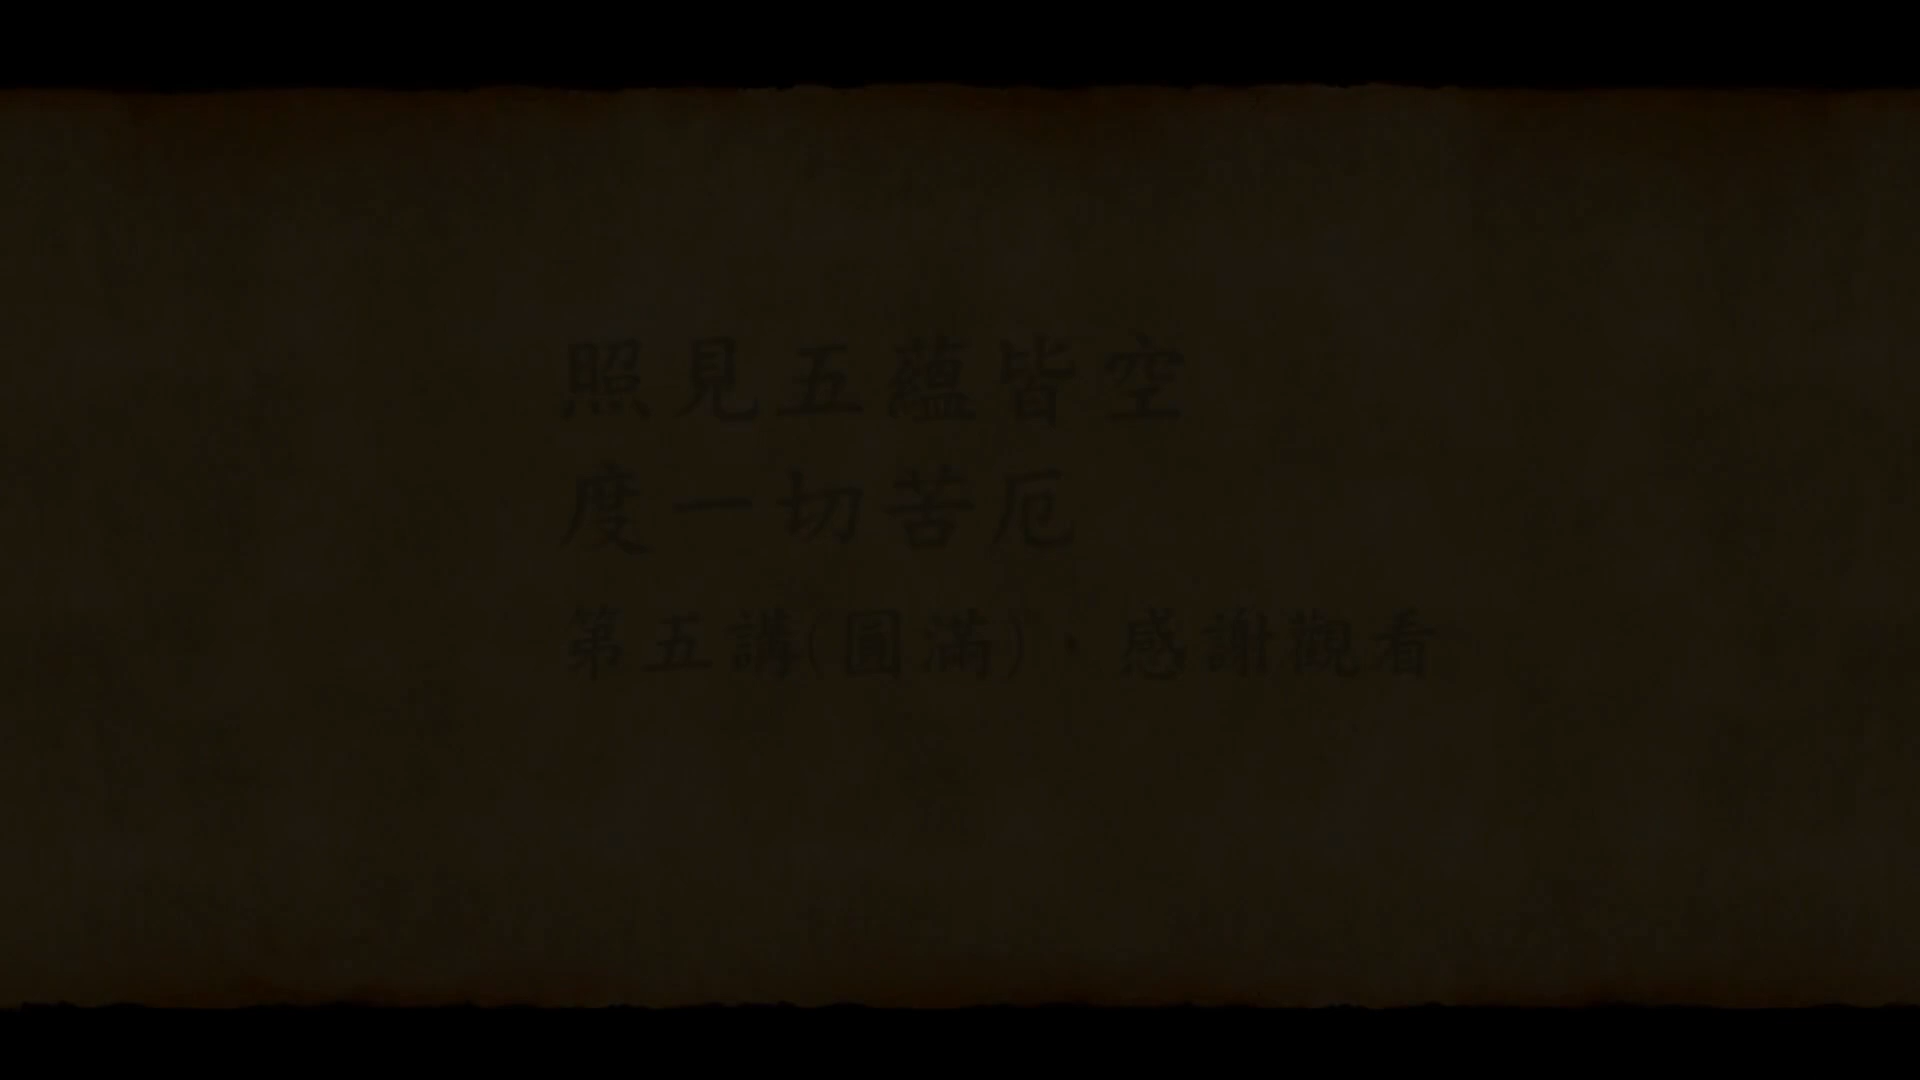 照見五蘊皆空
度一切苦厄
第五講(圓滿)，感謝觀看